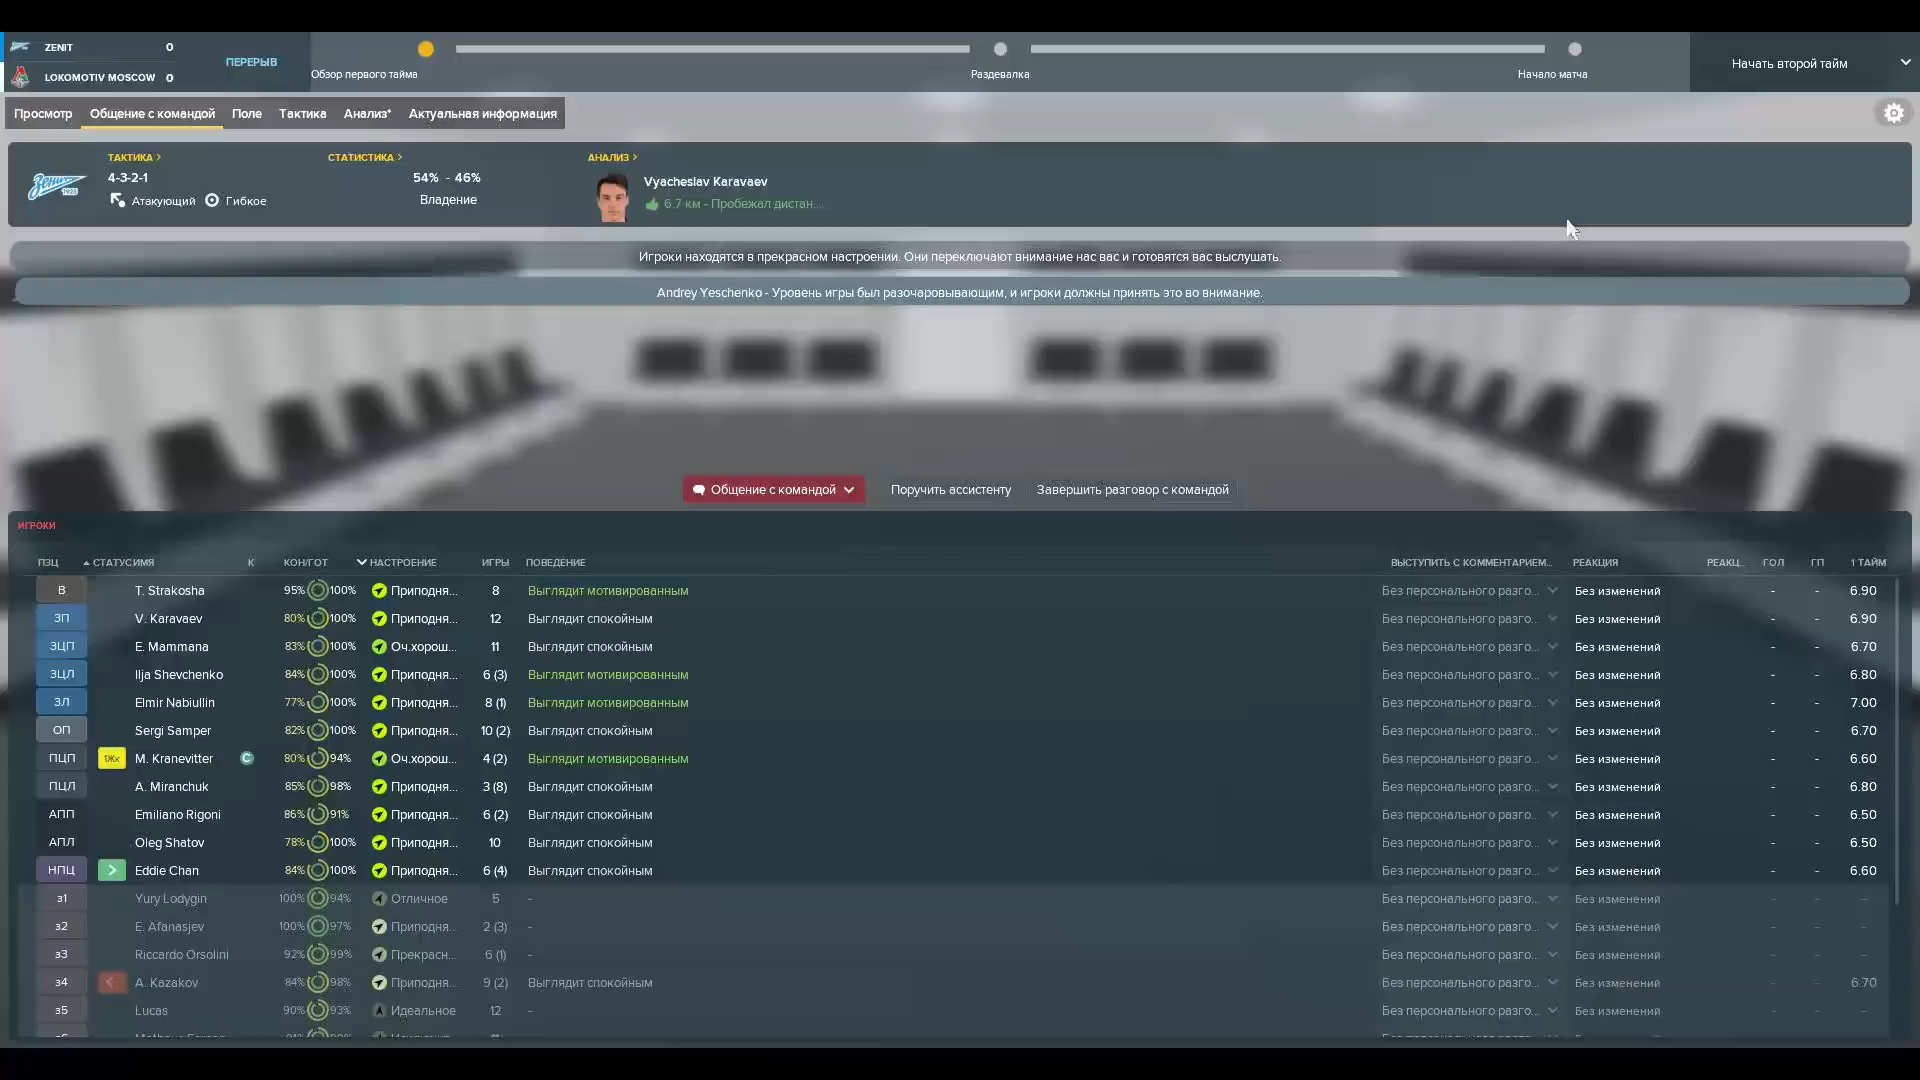 ZENIT 0
LOKOMOTIV MOSCOW 0
ПЕРЕРЫВ
Обзор первого тайма
Раздевалка
Начало матча
Начать второй тайм
Просмотр Общение с командой Поле Тактика Анализ* Актуальная информация
ТАКТИКА >
4-3-2-1
Атакующий Гибкое
СТАТИСТИКА >
54% - 46%
Владение
АНАЛИЗ >
Vyacheslav Karavaev
6.7 км - Пробежал дистан....
Игроки находятся в прекрасном настроении. Они переключают внимание нас вас и готовятся вас выслушать.
Andrey Yeschenko - Уровень игры был разочаровывающим, и игроки должны принять это во внимание.
Общение с командой Поручить ассистенту Завершить разговор с командой
ИГРОКИ
ПЗЦ СТАТУС ИМЯ К КОН/ГОТ НАСТРОЕНИЕ ИГРЫ ПОВЕДЕНИЕ ВЫСТУПИТЬ С КОММЕНТАРИЕМ... РЕАКЦИЯ РЕАКЦ... ГОЛ ГП 1 ТАЙМ
В T. Strakosha 95% 100% Приподня... 8 Выглядит мотивированным Без персонального разго... Без изменений - - 6.90
ЗП V. Karavaev 80% 100% Приподня... 12 Выглядит спокойным Без персонального разго... Без изменений - - 6.90
ЗЦП E. Mammana 83% 100% Оч.хорош... 11 Выглядит спокойным Без персонального разго... Без изменений - - 6.70
ЗЦЛ Ilja Shevchenko 84% 100% Приподня... 6 (3) Выглядит мотивированным Без персонального разго... Без изменений - - 6.80
ЗЛ Elmir Nabiullin 77% 100% Приподня... 8 (1) Выглядит мотивированным Без персонального разго... Без изменений - - 7.00
ОП Sergi Samper 82% 100% Приподня... 10 (2) Выглядит спокойным Без персонального разго... Без изменений - - 6.70
ПЦП 1Жк M. Kranevitter C 80% 94% Оч.хорош... 4 (2) Выглядит мотивированным Без персонального разго... Без изменений - - 6.60
ПЦЛ A. Miranchuk 85% 98% Приподня... 3 (8) Выглядит спокойным Без персонального разго... Без изменений - - 6.80
АПП Emiliano Rigoni 86% 91% Приподня... 6 (2) Выглядит спокойным Без персонального разго... Без изменений - - 6.50
АПЛ Oleg Shatov 78% 100% Приподня... 10 Выглядит спокойным Без персонального разго... Без изменений - - 6.50
НПЦ Eddie Chan 84% 100% Приподня... 6 (4) Выглядит спокойным Без персонального разго... Без изменений - - 6.60
з1 Yury Lodygin 100% 94% Отличное 5 - Без персонального разго... Без изменений - - -
з2 E. Afanasjev 100% 97% Приподня... 2 (3) - Без персонального разго... Без изменений - - -
з3 Riccardo Orsolini 92% 99% Прекрасн... 6 (1) - Без персонального разго... Без изменений - - -
з4 A. Kazakov 84% 98% Приподня... 9 (2) Выглядит спокойным Без персонального разго... Без изменений - - 6.70
з5 Lucas 90% 93% Идеальное 12 - Без персонального разго... Без изменений - - -